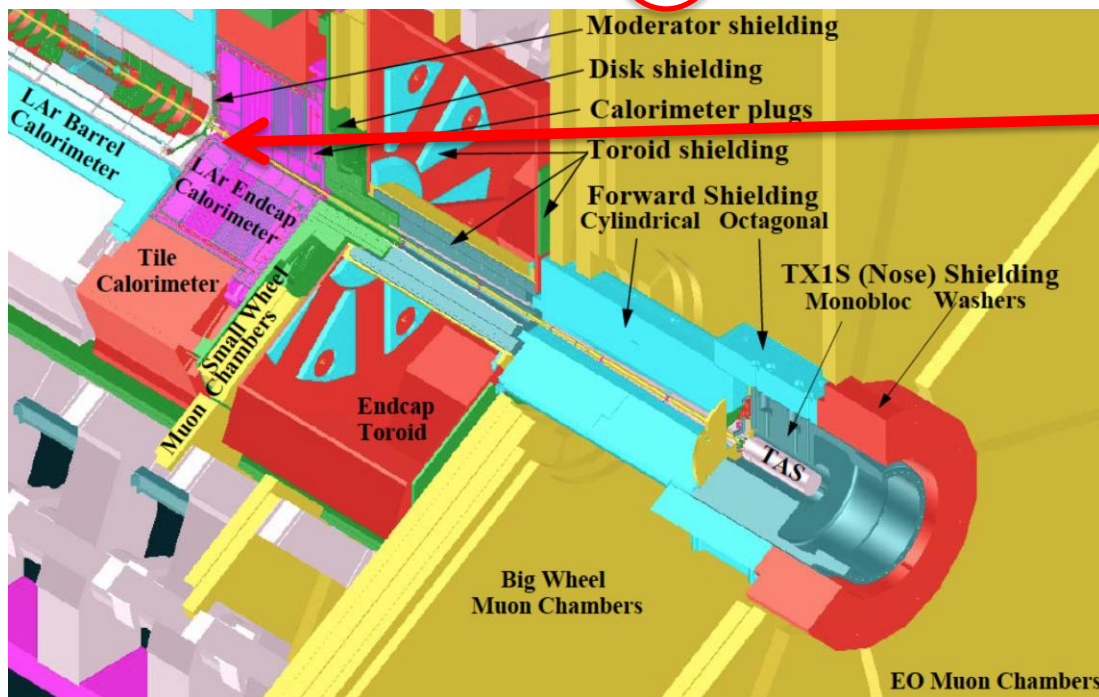 Moderator shielding
Disk shielding
Calorimeter plugs
Toroid shielding
Forward Shielding
Cylindrical Octagonal
TX1S (Nose) Shielding
Monobloc Washers
LAr Barrel
Calorimeter
LAr Endcap
Calorimeter
Tile
Calorimeter
Small Wheel
Muon Chambers
Endcap
Toroid
TAS
Big Wheel
Muon Chambers
EO Muon Chambers